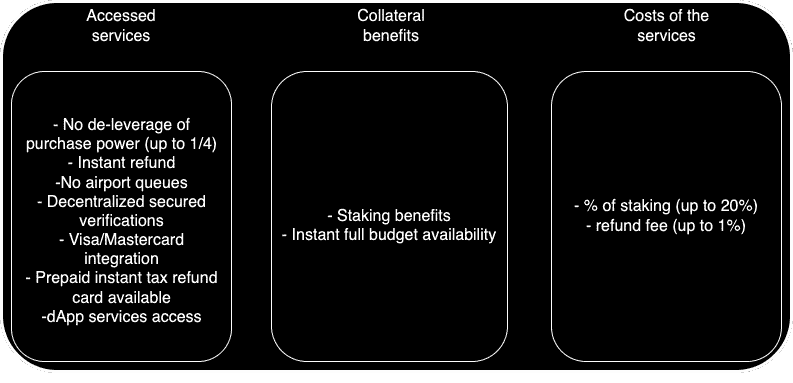 Accessed
services
- No de-leverage of
purchase power (up to 1/4)
- Instant refund
-No airport queues
- Decentralized secured
verifications
- Visa/Mastercard
integration
- Prepaid instant tax refund
card available
-dApp services access
Collateral
benefits
- Staking benefits
- Instant full budget availability
Costs of the
services
- % of staking (up to 20%)
- refund fee (up to 1%)